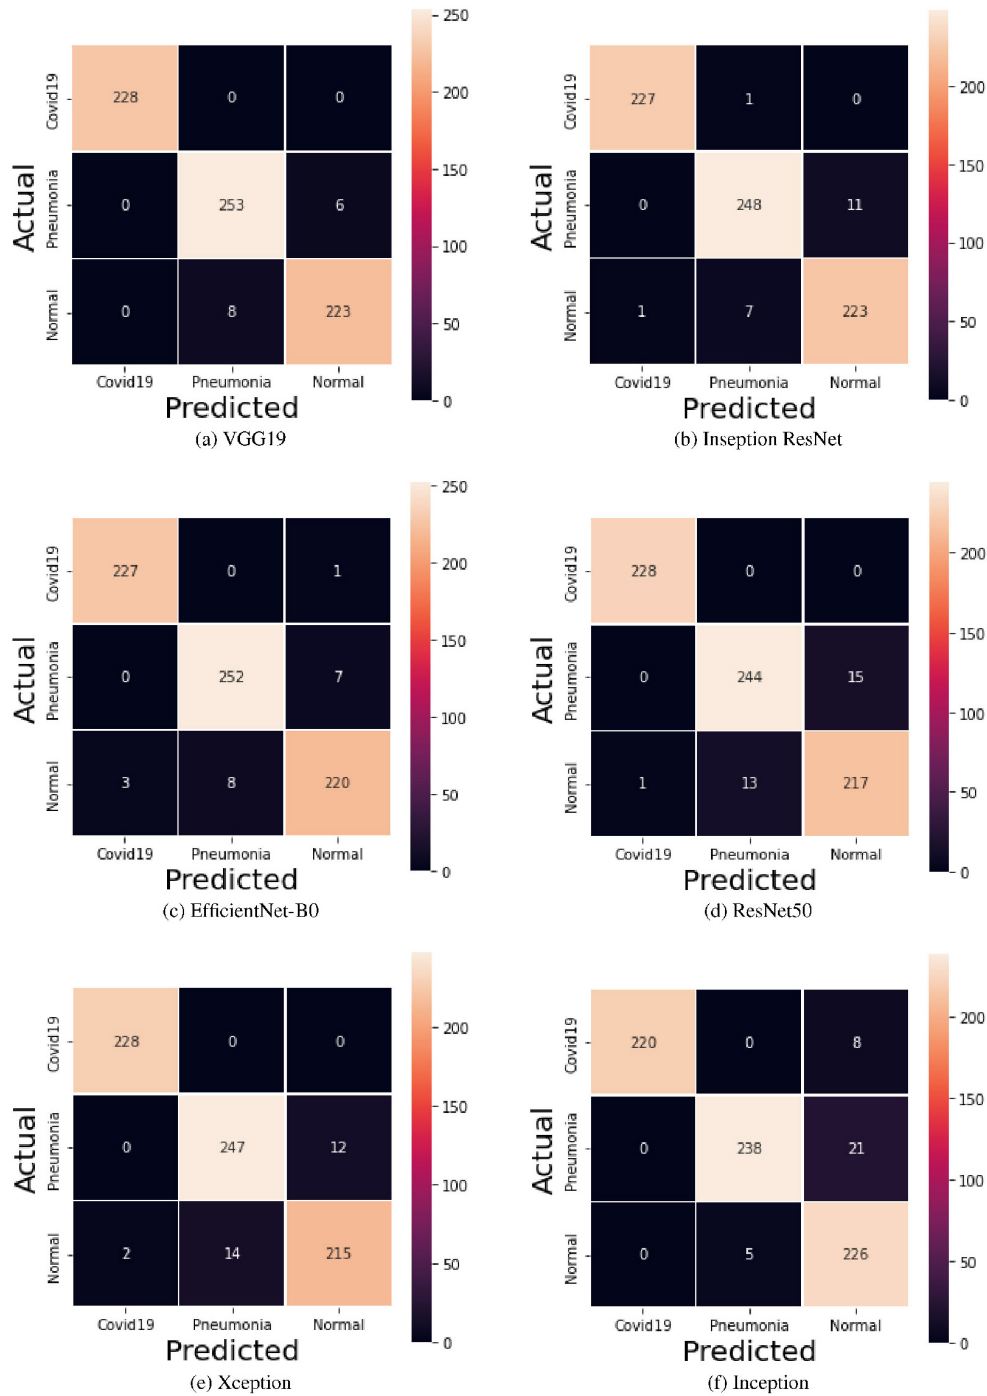 250
200
150
100
50
0
Actual
Covid19
Pneumonia
Normal
228 0 0
0 253 6
0 8 223
Covid19 Pneumonia Normal
Predicted
(a) VGG19
200
150
100
50
0
Actual
Covid19
Pneumonia
Normal
227 1 0
0 248 11
1 7 223
Covid19 Pneumonia Normal
Predicted
(b) Inseption ResNet
250
200
150
100
50
0
Actual
Covid19
Pneumonia
Normal
227 0 1
0 252 7
3 8 220
Covid19 Pneumonia Normal
Predicted
(c) EfficientNet-B0
200
150
100
50
0
Actual
Covid19
Pneumonia
Normal
228 0 0
0 244 15
1 13 217
Covid19 Pneumonia Normal
Predicted
(d) ResNet50
200
150
100
50
0
Actual
Covid19
Pneumonia
Normal
228 0 0
0 247 12
2 14 215
Covid19 Pneumonia Normal
Predicted
(e) Xception
200
150
100
50
0
Actual
Covid19
Pneumonia
Normal
220 0 8
0 238 21
0 5 226
Covid19 Pneumonia Normal
Predicted
(f) Inception